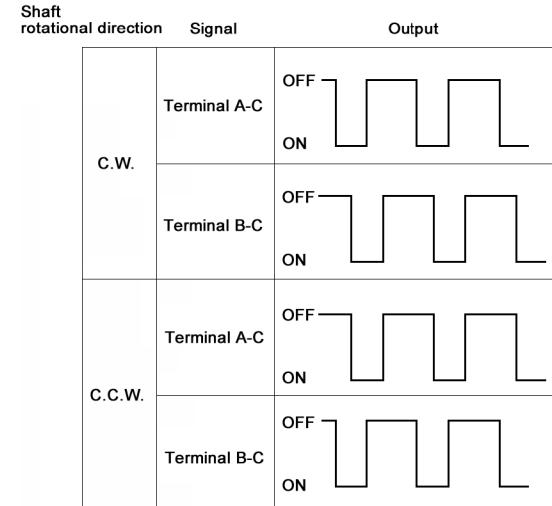 Shaft
rotational direction Signal Output
C.W.
Terminal A-C
OFF
ON
Terminal B-C
OFF
ON
C.C.W.
Terminal A-C
OFF
ON
Terminal B-C
OFF
ON